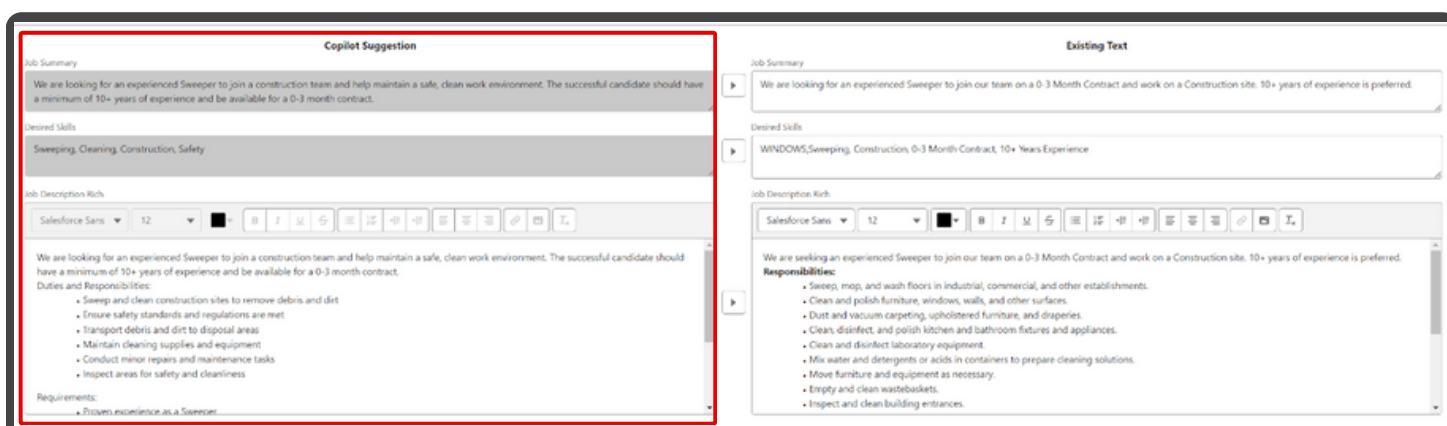 Copilot Suggestion
Job Summary
We are looking for an experienced Sweeper to join a construction team and help maintain a safe, clean work environment. The successful candidate should have
a minimum of 10+ years of experience and be available for a 0-3 month contract.
Desired Skills
Sweeping, Cleaning, Construction, Safety
Job Description Rich
Salesforce Sans 12 B I U S
We are looking for an experienced Sweeper to join a construction team and help maintain a safe, clean work environment. The successful candidate should
have a minimum of 10+ years of experience and be available for a 0-3 month contract.
Duties and Responsibilities:
• Sweep and clean construction sites to remove debris and dirt
• Ensure safety standards and regulations are met
• Transport debris and dirt to disposal areas
• Maintain cleaning supplies and equipment
• Conduct minor repairs and maintenance tasks
• Inspect areas for safety and cleanliness
Requirements:
• Proven experience as a Sweeper
Existing Text
Job Summary
We are looking for an experienced Sweeper to join our team on a 0-3 Month Contract and work on a Construction site. 10+ years of experience is preferred.
Desired Skills
WINDOWS,Sweeping, Construction, 0-3 Month Contract, 10+ Years Experience
Job Description Rich
Salesforce Sans 12 B I U S
We are seeking an experienced Sweeper to join our team on a 0-3 Month Contract and work on a Construction site. 10+ years of experience is preferred.
Responsibilities:
• Sweep, mop, and wash floors in industrial, commercial, and other establishments.
• Clean and polish furniture, windows, walls, and other surfaces.
• Dust and vacuum carpeting, upholstered furniture, and draperies.
• Clean, disinfect, and polish kitchen and bathroom fixtures and appliances.
• Clean and disinfect laboratory equipment.
• Mix water and detergents or acids in containers to prepare cleaning solutions.
• Move furniture and equipment as necessary.
• Empty and clean wastebaskets.
• Inspect and clean building entrances.